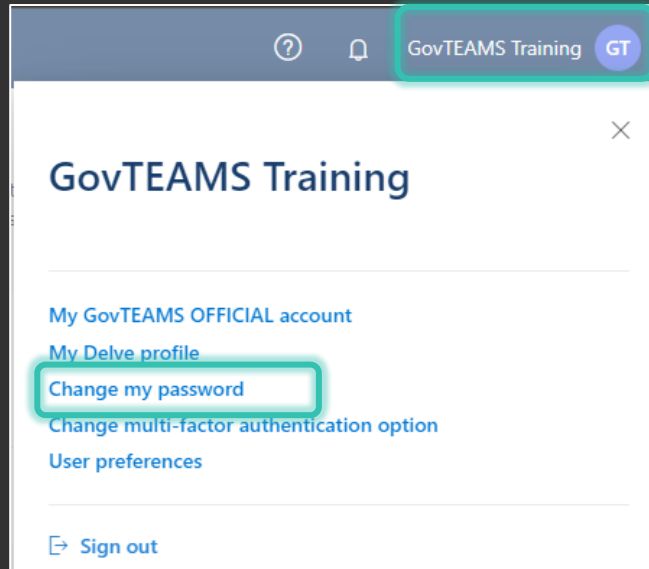 GovTEAMS Training GT
GovTEAMS Training
My GovTEAMS OFFICIAL account
My Delve profile
Change my password
Change multi-factor authentication option
User preferences
Sign out